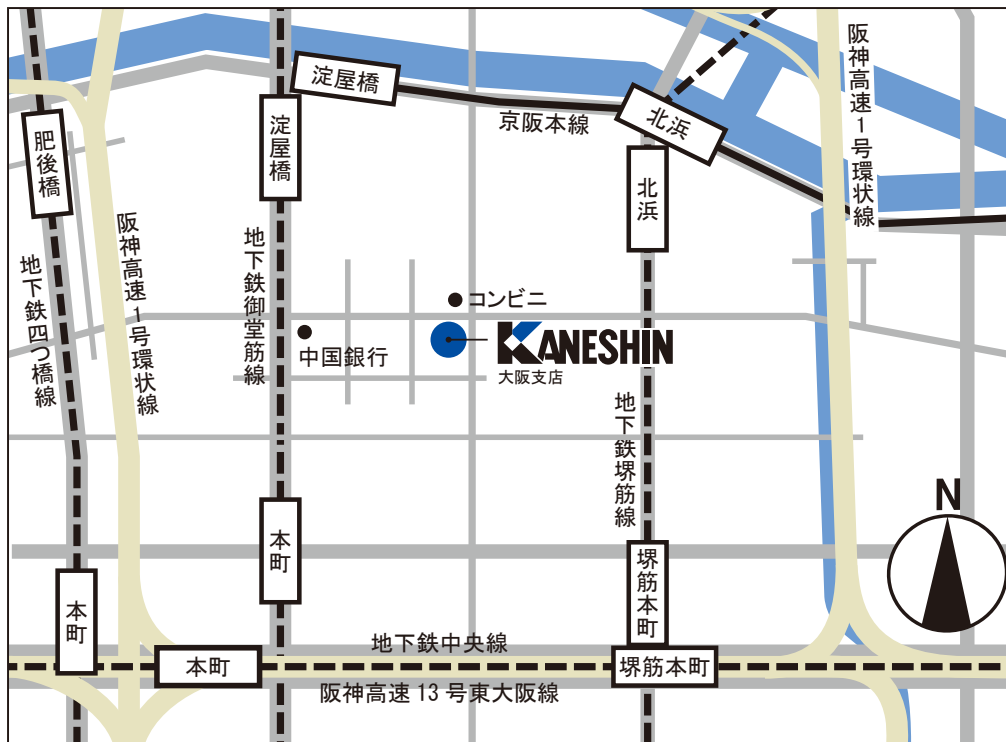 淀屋橋
京阪本線
北浜
阪神高速1号環状線
肥後橋
淀屋橋
北浜
阪神高速1号環状線
地下鉄御堂筋線
地下鉄四つ橋線
コンビニ
中国銀行
KANESHIN
大阪支店
地下鉄堺筋線
N
本町
堺筋本町
本町
地下鉄中央線
本町
堺筋本町
阪神高速13号東大阪線